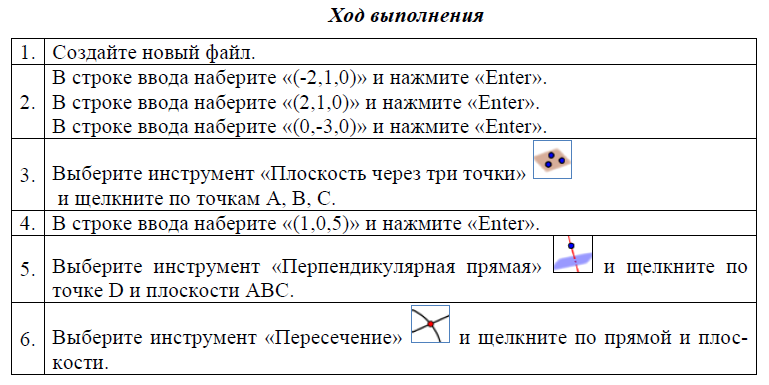 Ход выполнения
1. Создайте новый файл.
В строке ввода наберите «(-2,1,0)» и нажмите «Enter».
2. В строке ввода наберите «(2,1,0)» и нажмите «Enter».
В строке ввода наберите «(0,-3,0)» и нажмите «Enter».
3. Выберите инструмент «Плоскость через три точки»
и щелкните по точкам A, B, C.
4. В строке ввода наберите «(1,0,5)» и нажмите «Enter».
5. Выберите инструмент «Перпендикулярная прямая» и щелкните по
точке D и плоскости ABC.
6. Выберите инструмент «Пересечение» и щелкните по прямой и плос-
кости.